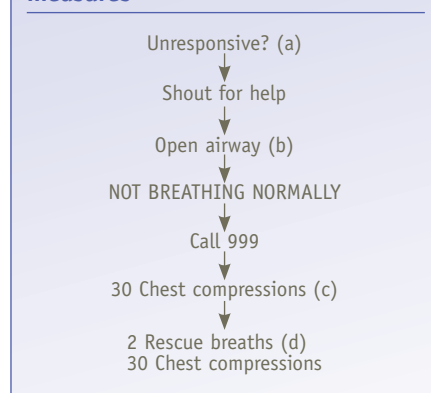 Unresponsive? (a)
Shout for help
Open airway (b)
NOT BREATHING NORMALLY
Call 999
30 Chest compressions (c)
2 Rescue breaths (d)
30 Chest compressions